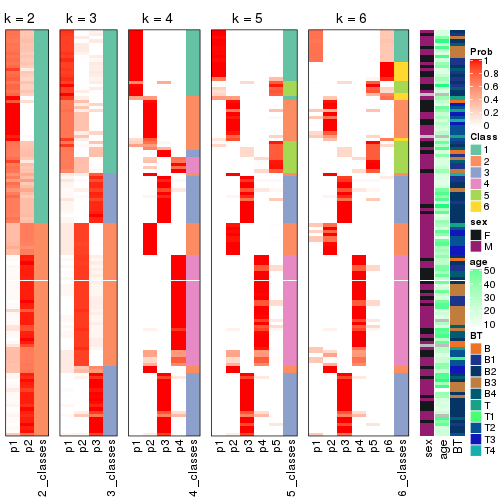 k = 2
k = 3
k = 4
k = 5
k = 6
p1
p2
2_classes
p1
p2
p3
3_classes
p1
p2
p3
p4
4_classes
p1
p2
p3
p4
p5
5_classes
p1
p2
p3
p4
p5
p6
6_classes
sex
age
BT
Prob
1
0.8
0.6
0.4
0.2
0
Class
1
2
3
4
5
6
sex
F
M
age
50
40
30
20
10
BT
B
B1
B2
B3
B4
T
T1
T2
T3
T4